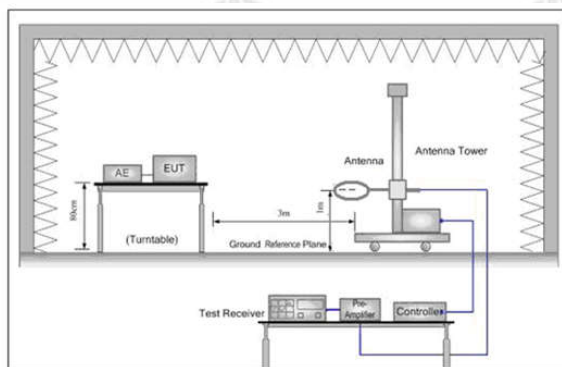 Antenna Tower
Antenna
AE
EUT
80cm
(Turntable)
3m
1m
Ground Reference Plane
Test Receiver
Pre-
Amplifier
Controller